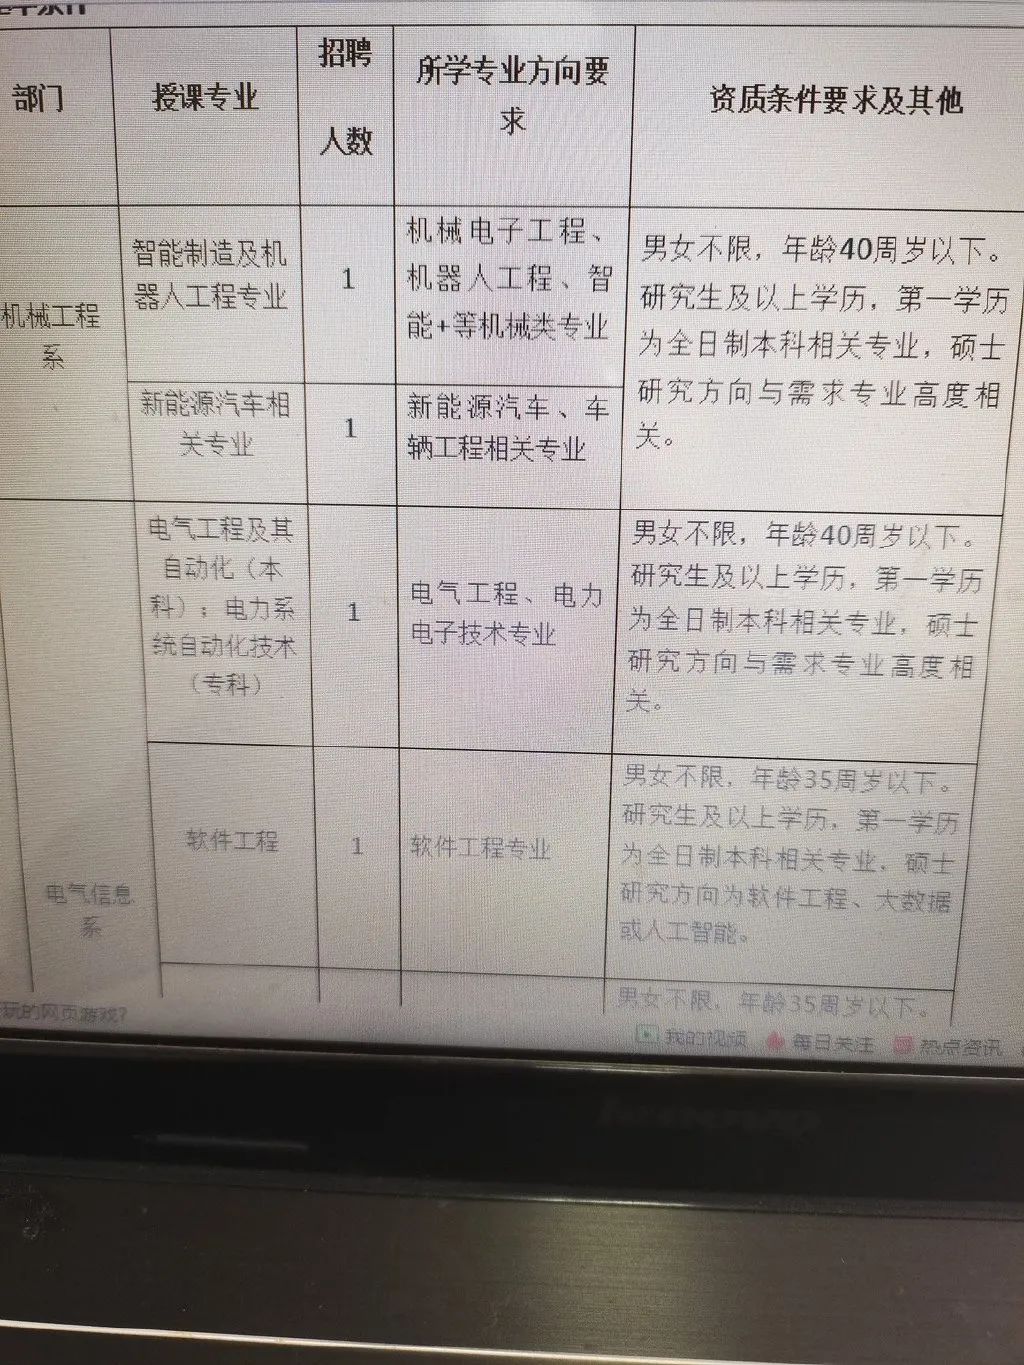 部门
授课专业
招聘
人数
所学专业方向要
求
资质条件要求及其他
机械工程
系
智能制造及机
器人工程专业
1
机械电子工程、
机器人工程、智
能+等机械类专业
男女不限，年龄40周岁以下。
研究生及以上学历，第一学历
为全日制本科相关专业，硕士
研究方向与需求专业高度相
关。
新能源汽车相
关专业
1
新能源汽车、车
辆工程相关专业
电气信息
系
电气工程及其
自动化（本
科）；电力系
统自动化技术
（专科）
1
电气工程、电力
电子技术专业
男女不限，年龄40周岁以下。
研究生及以上学历，第一学历
为全日制本科相关专业，硕士
研究方向与需求专业高度相
关。
软件工程
1
软件工程专业
男女不限，年龄35周岁以下。
研究生及以上学历，第一学历
为全日制本科相关专业，硕士
研究方向为软件工程、大数据
或人工智能。
男女不限，年龄35周岁以下。
玩的网页游戏？
我的视频
每日关注
热点资讯